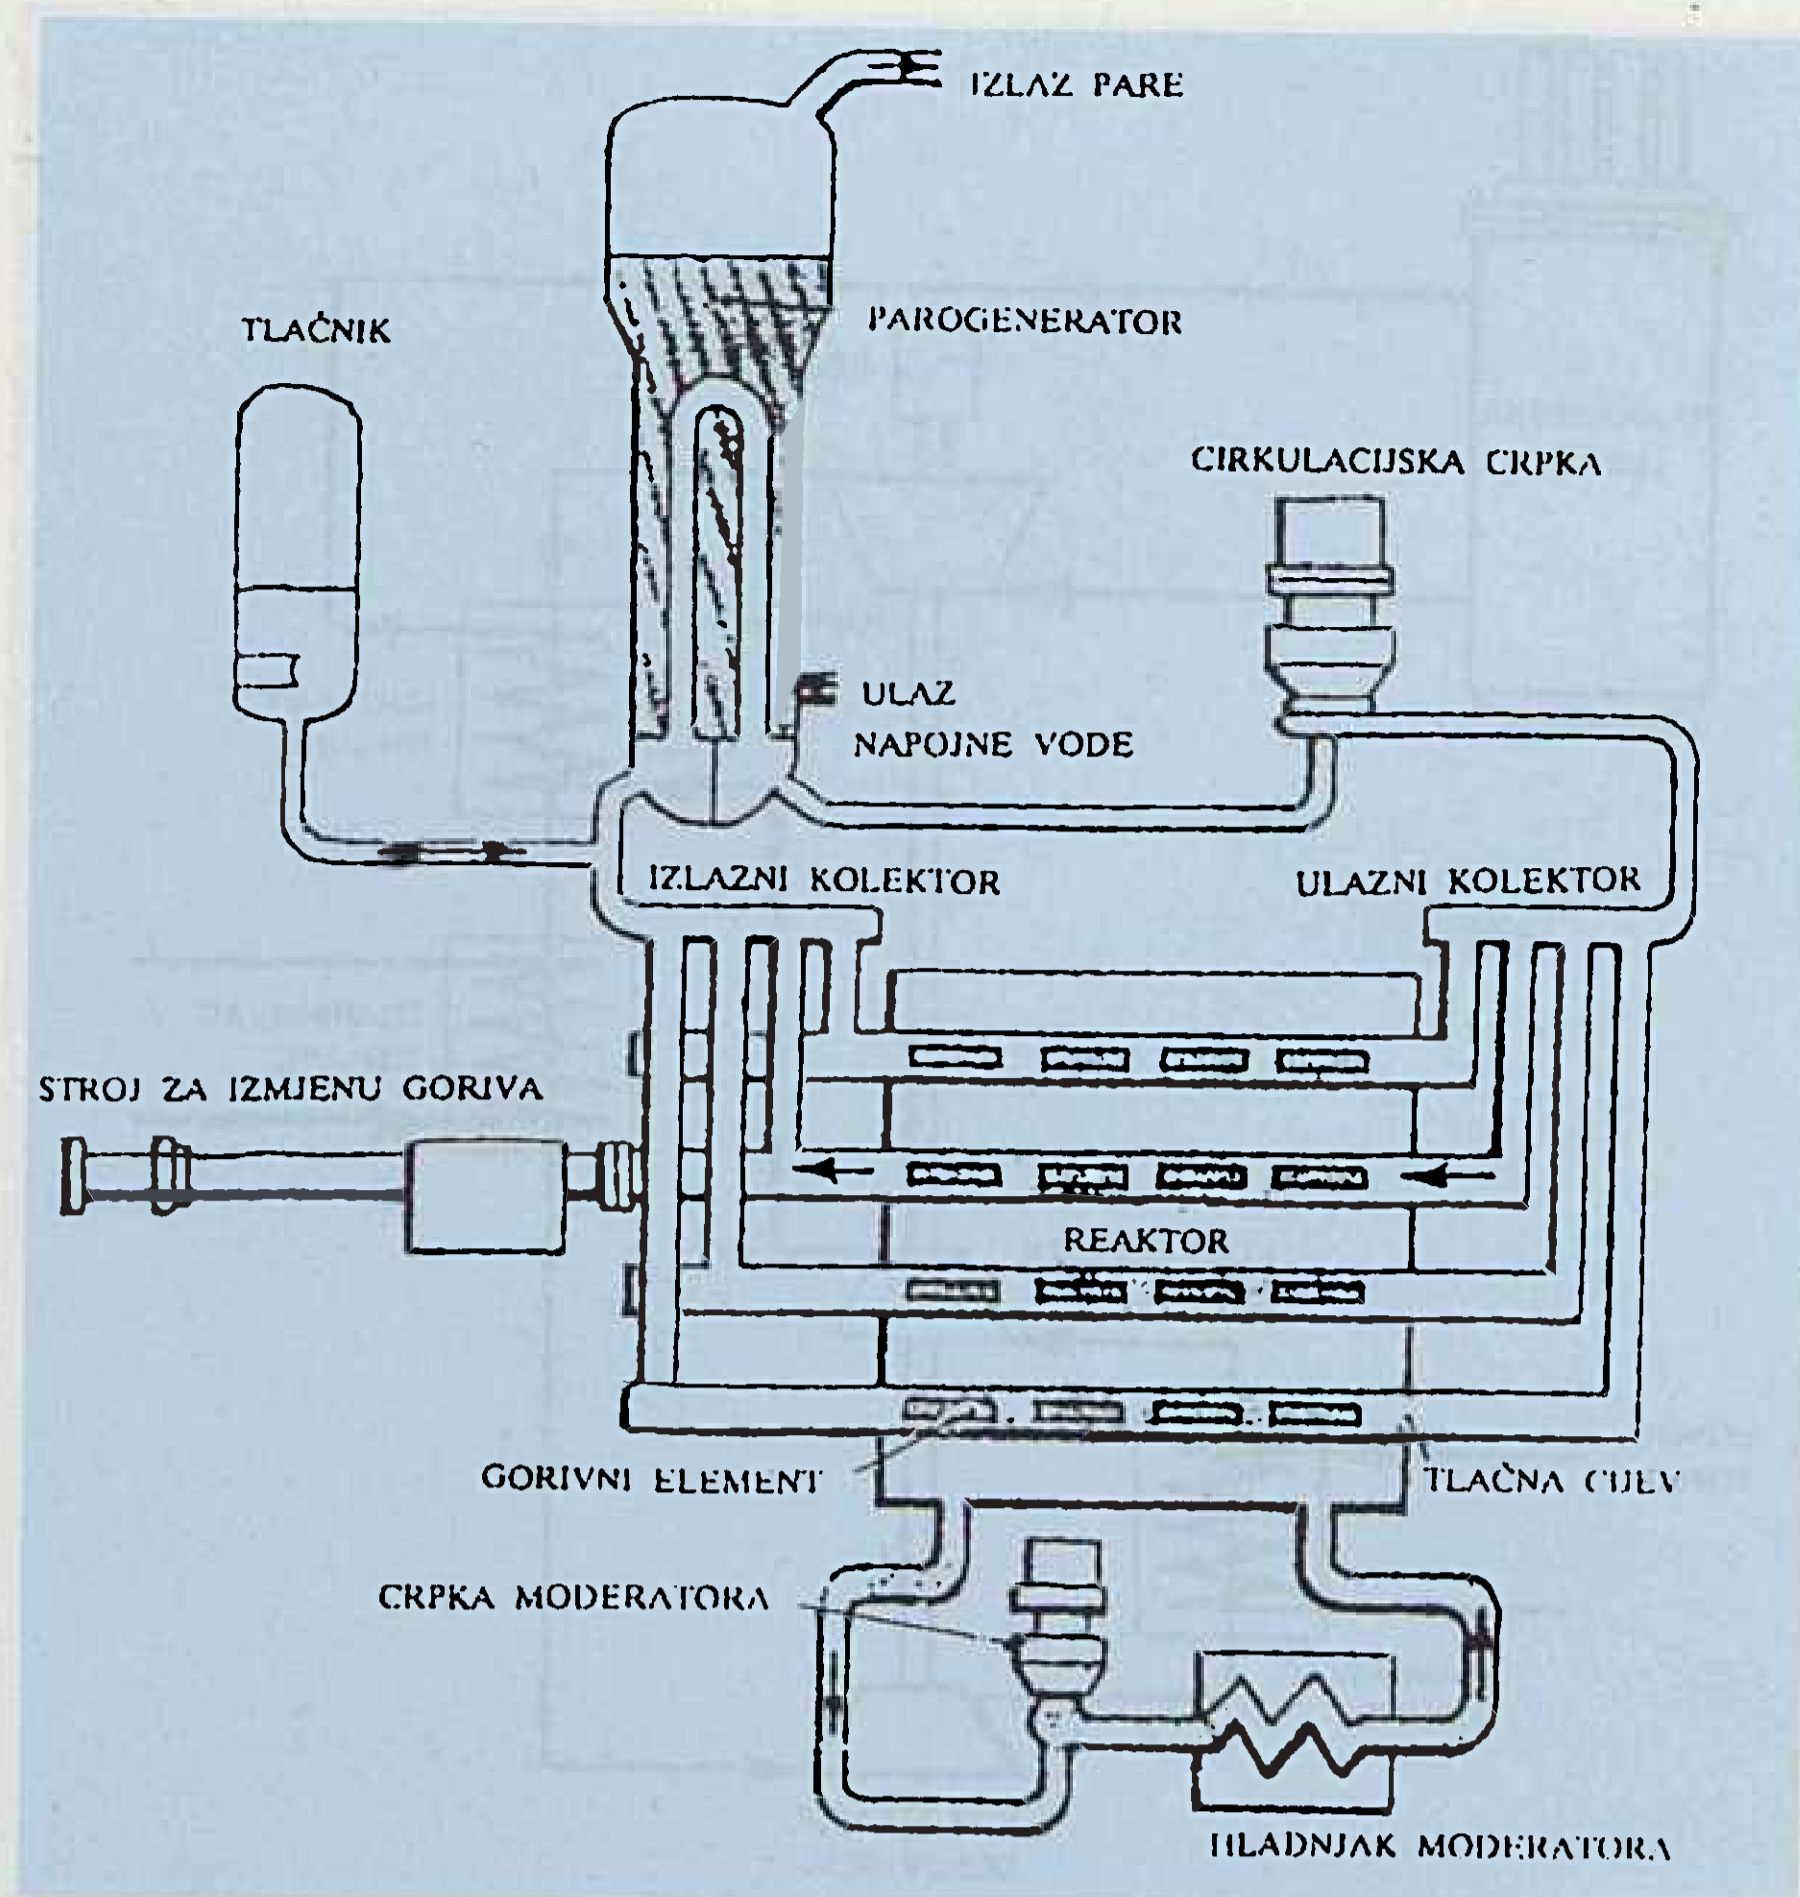 IZLAZ PARE
PAROGENERATOR
TLAČNIK
CIRKULACIJSKA CRPKA
ULAZ
NAPOJNE VODE
IZLAZNI KOLEKTOR
ULAZNI KOLEKTOR
STROJ ZA IZMJENU GORIVA
REAKTOR
GORIVNI ELEMENT
TLAČNA CIJEV
CRPKA MODERATORA
HLADNJAK MODERATORA